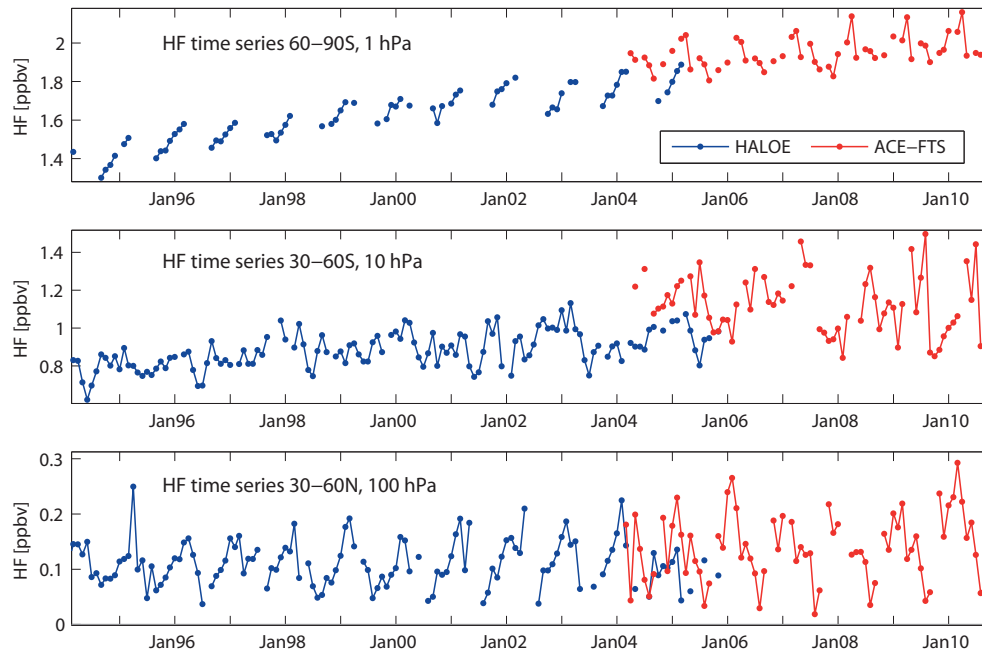 HF time series 60–90S, 1 hPa
HF [ppbv]
2
1.8
1.6
1.4
HALOE
ACE–FTS
Jan96
Jan98
Jan00
Jan02
Jan04
Jan06
Jan08
Jan10
HF time series 30–60S, 10 hPa
HF [ppbv]
1.4
1.2
1
0.8
Jan96
Jan98
Jan00
Jan02
Jan04
Jan06
Jan08
Jan10
HF time series 30–60N, 100 hPa
HF [ppbv]
0.3
0.2
0.1
0
Jan96
Jan98
Jan00
Jan02
Jan04
Jan06
Jan08
Jan10